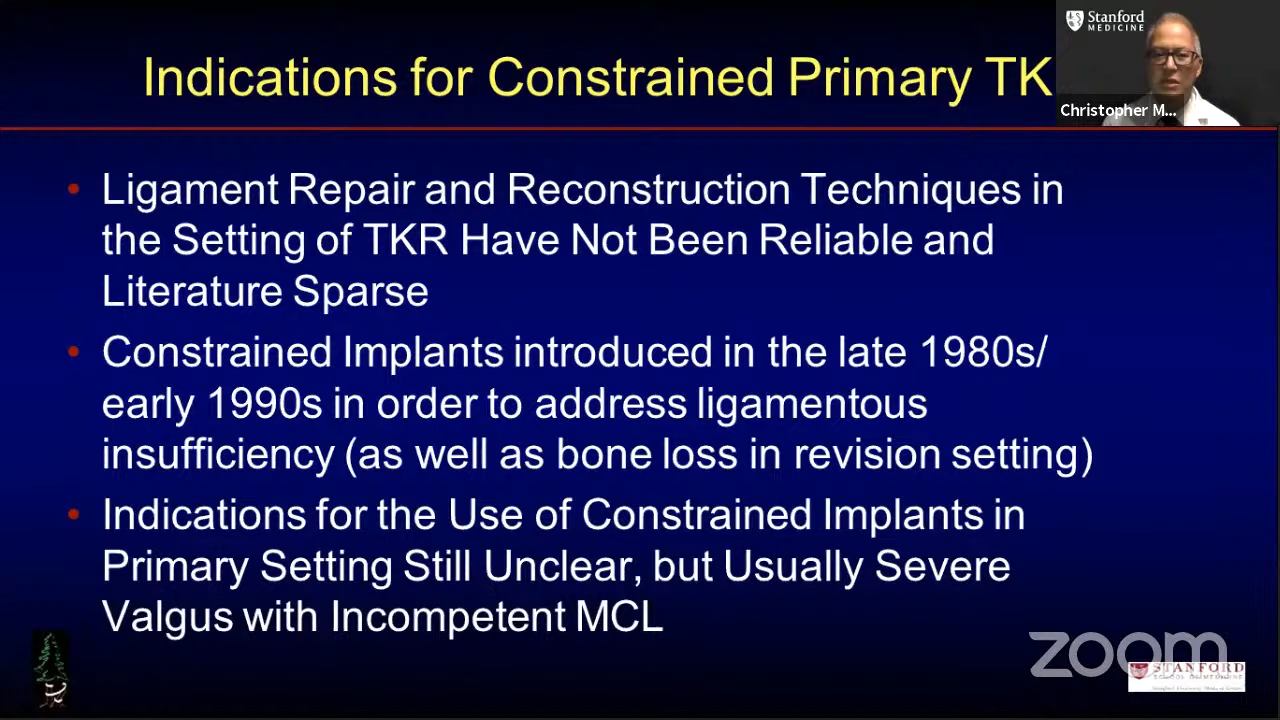 Stanford
MEDICINE
Indications for Constrained Primary TK
Christopher M...
• Ligament Repair and Reconstruction Techniques in
the Setting of TKR Have Not Been Reliable and
Literature Sparse
• Constrained Implants introduced in the late 1980s/
early 1990s in order to address ligamentous
insufficiency (as well as bone loss in revision setting)
• Indications for the Use of Constrained Implants in
Primary Setting Still Unclear, but Usually Severe
Valgus with Incompetent MCL
zoom
STANFORD
SCHOOL OF MEDICINE